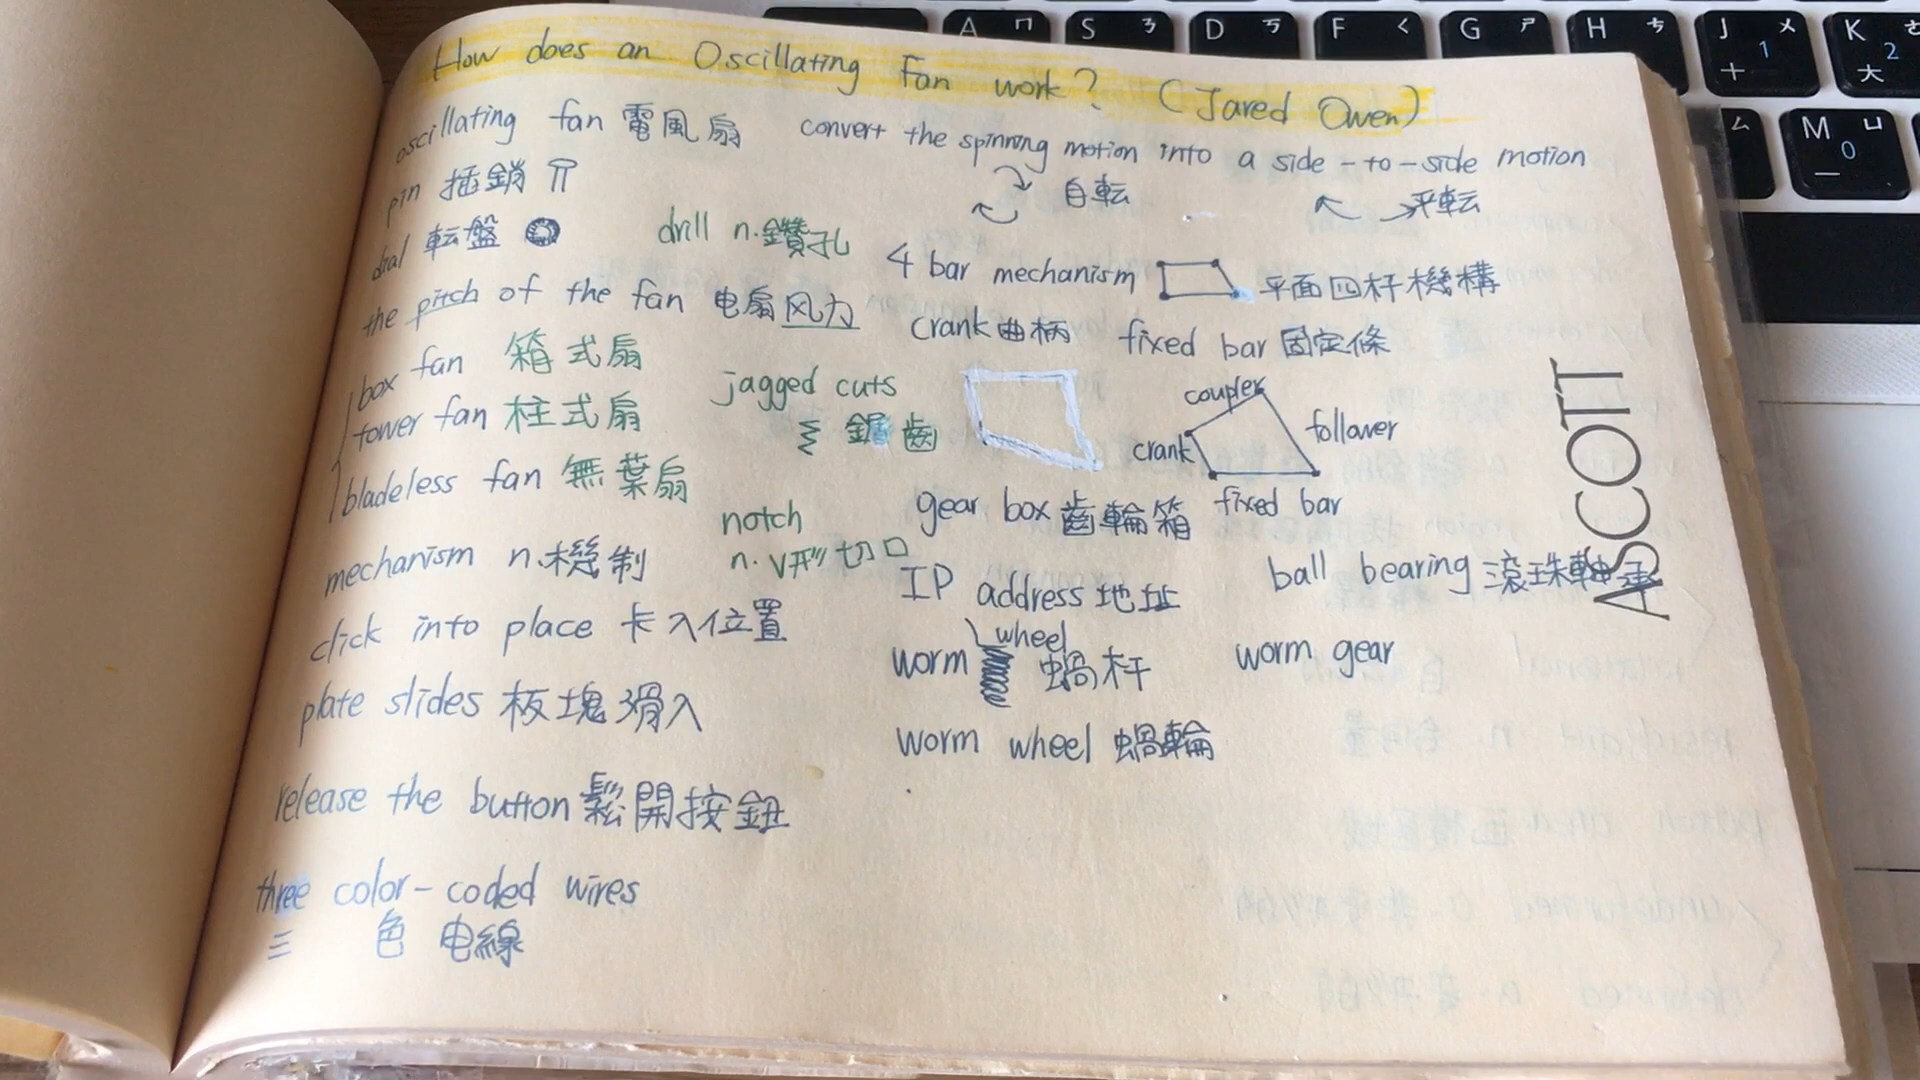 How does an Oscillating Fan work? (Jared Owen)
oscillating fan 電風扇
pin 插銷
dial 転盤
the pitch of the fan 电扇风力
box fan 箱式扇
tower fan 柱式扇
bladeless fan 無葉扇
mechanism n.機制
click into place 卡入位置
plate slides 板塊滑入
release the button 鬆開按鈕
three color-coded wires
三 色 电線
drill n.鑽孔
jagged cuts
鋸齒
notch
n. V形切口
convert the spinning motion into a side-to-side motion
自転 平転
4 bar mechanism 平面四杆機構
crank 曲柄 fixed bar 固定條
coupler
crank
follower
fixed bar
gear box 齒輪箱
IP address 地址
ball bearing 滾珠軸承
wheel
worm 蝸杆
worm gear
worm wheel 蝸輪
ASCOTT
A ㄇ
S ㄋ
D ㄎ
F ㄑ
G ㄕ
H ㄘ
J ㄨ 1 十
K ㄜ 2 大
ㄙ
M ㄩ 0 一